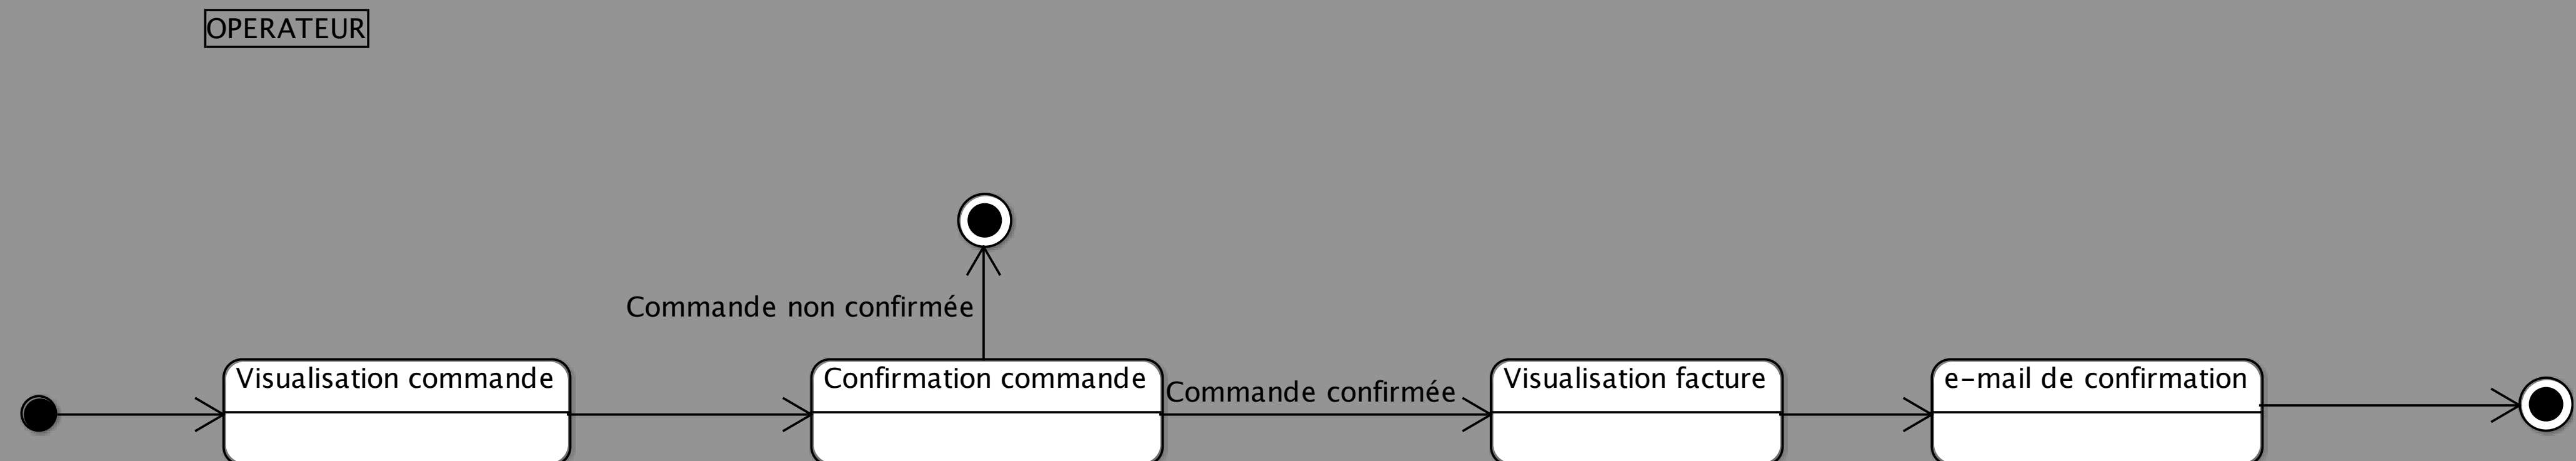 OPERATEUR
Commande non confirmée
Visualisation commande
Confirmation commande
Commande confirmée
Visualisation facture
e-mail de confirmation